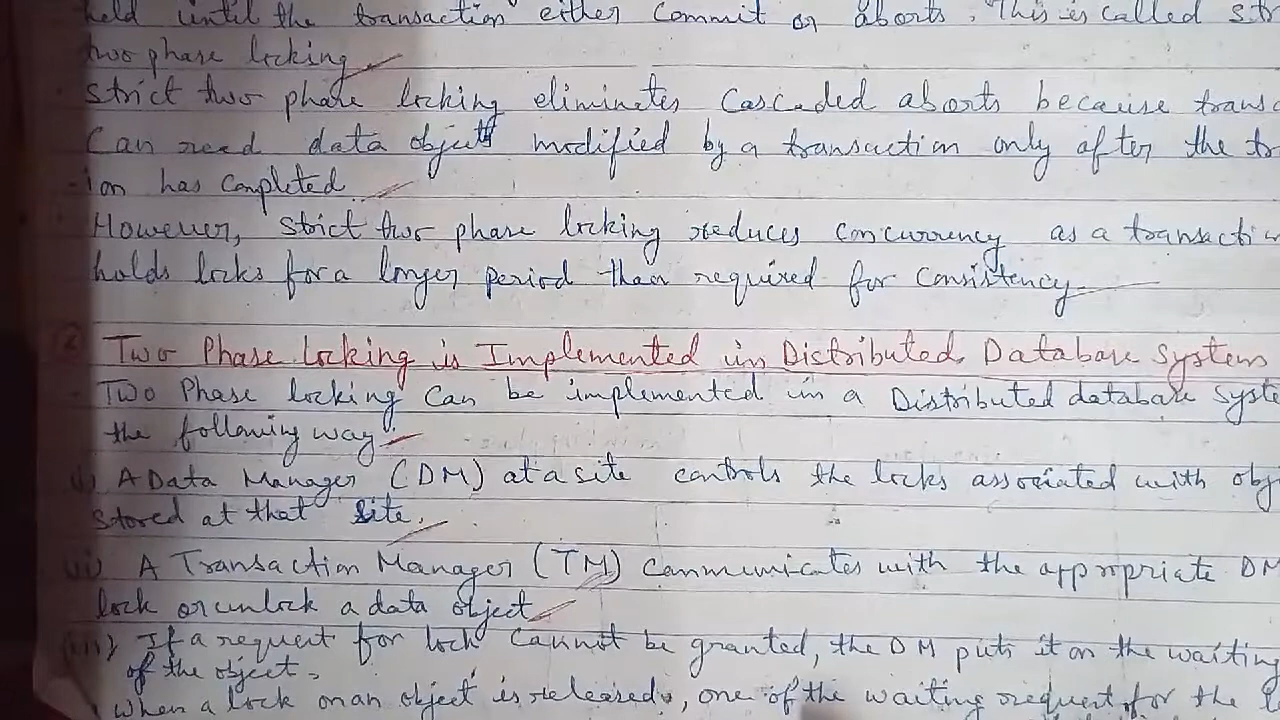 held until the transaction either commit or aborts. This is called str
two phase locking
Strict two phase locking eliminates Cascaded aborts because transa
Can read data objects modified by a transaction only after the tr
-ion has completed
However, strict two phase locking reduces concurrency as a transaction
holds locks for a longer period than required for Consistency
Two Phase locking is Implemented in Distributed Database System
- Two Phase locking Can be implemented in a Distributed database Syste
the following way:
i) A Data Manager (DM) at a site controls the locks associated with obj
stored at that site.
ii) A Transaction Manager (TM) Communicates with the appropriate DM
lock or unlock a data object
iii) If a request for lock Cannot be granted, the DM puts it on the waiting
of the object.
when a lock on an object is released, one of the waiting request for the l